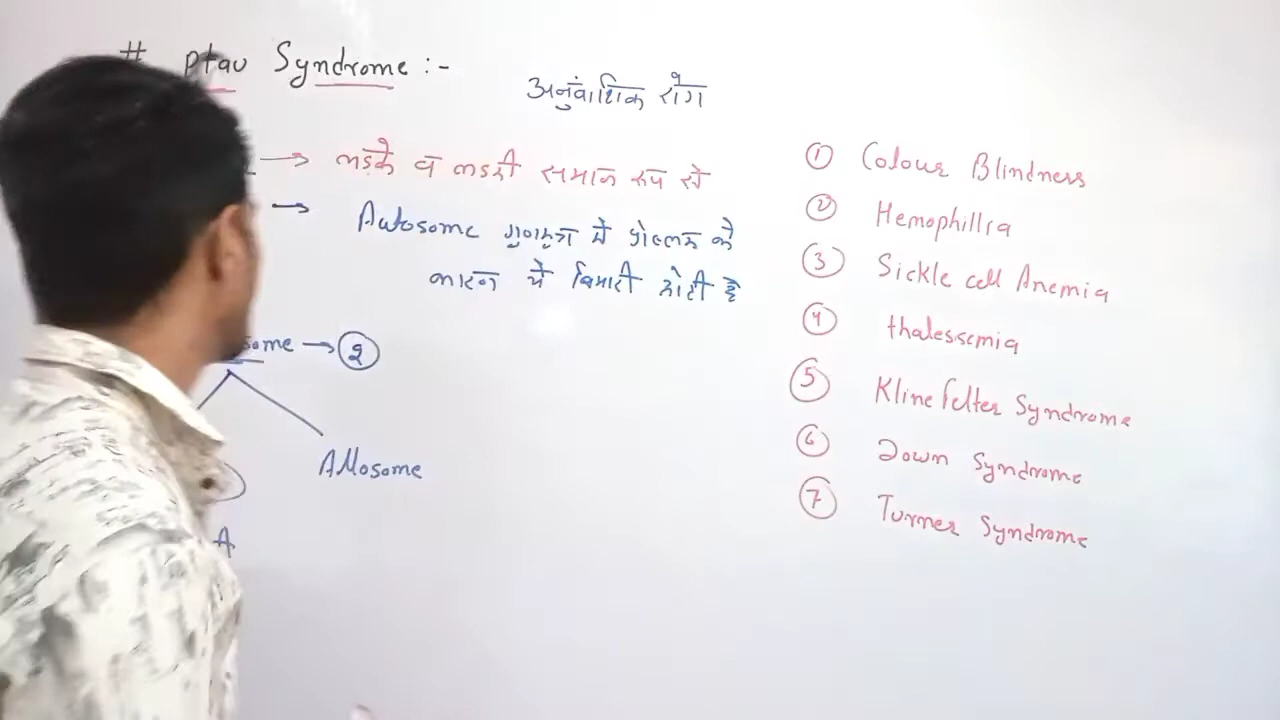 # Ptau Syndrome :-
अनुवांशिक रोग
→ लड़के व लडकी समान रूप से
→ Autosome गुणसूत्र में प्रोब्लम के
कारण ये बिमारी होती है
some → 2
Allosome
A
1 Colour Blindness
2 Hemophillia
3 Sickle cell Anemia
4 thalessemia
5 Kline felter Syndrome
6 Down Syndrome
7 Turner Syndrome